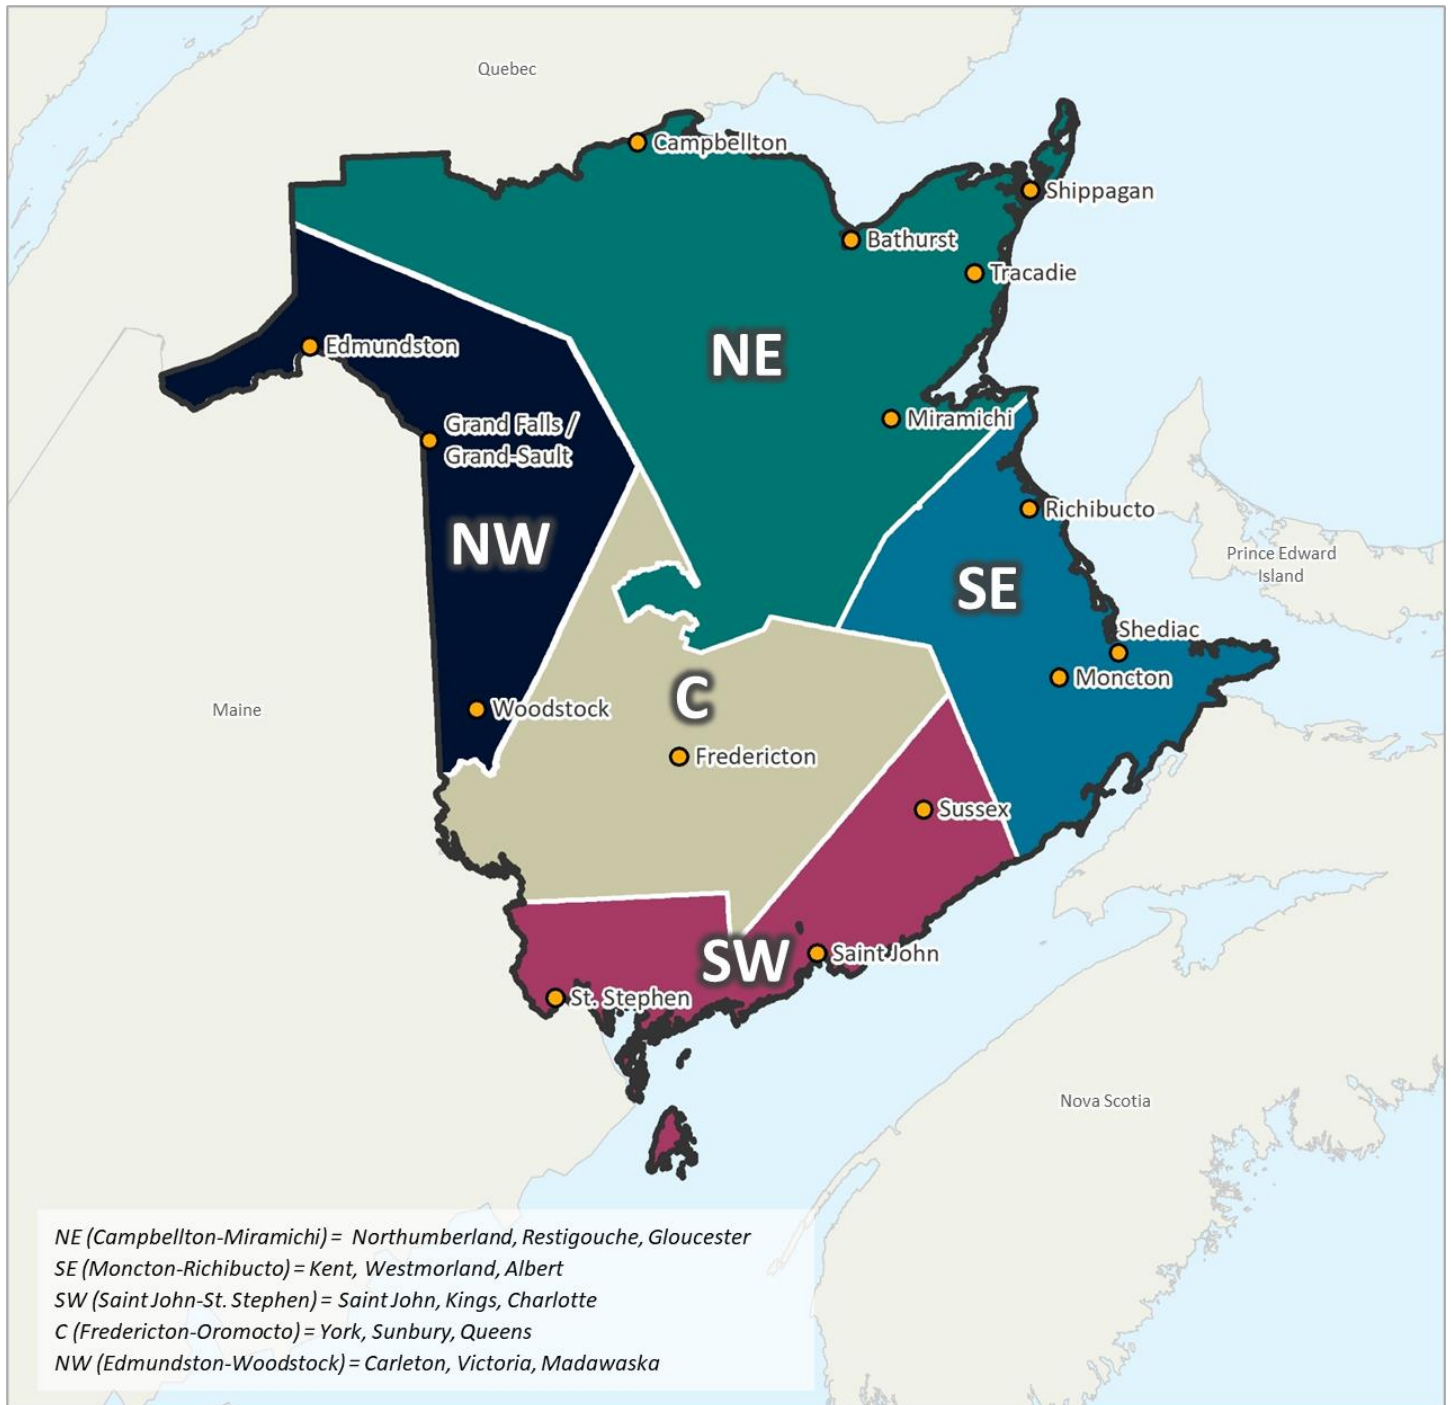 Quebec
Campbellton
Shippagan
Bathurst
Tracadie
NE
Edmundston
Miramichi
Grand Falls /
Grand-Sault
Richibucto
NW
Prince Edward
Island
SE
Shediac
Moncton
C
Woodstock
Maine
Fredericton
Sussex
SW
Saint John
St. Stephen
Nova Scotia
NE (Campbellton-Miramichi) = Northumberland, Restigouche, Gloucester
SE (Moncton-Richibucto) = Kent, Westmorland, Albert
SW (Saint John-St. Stephen) = Saint John, Kings, Charlotte
C (Fredericton-Oromocto) = York, Sunbury, Queens
NW (Edmundston-Woodstock) = Carleton, Victoria, Madawaska